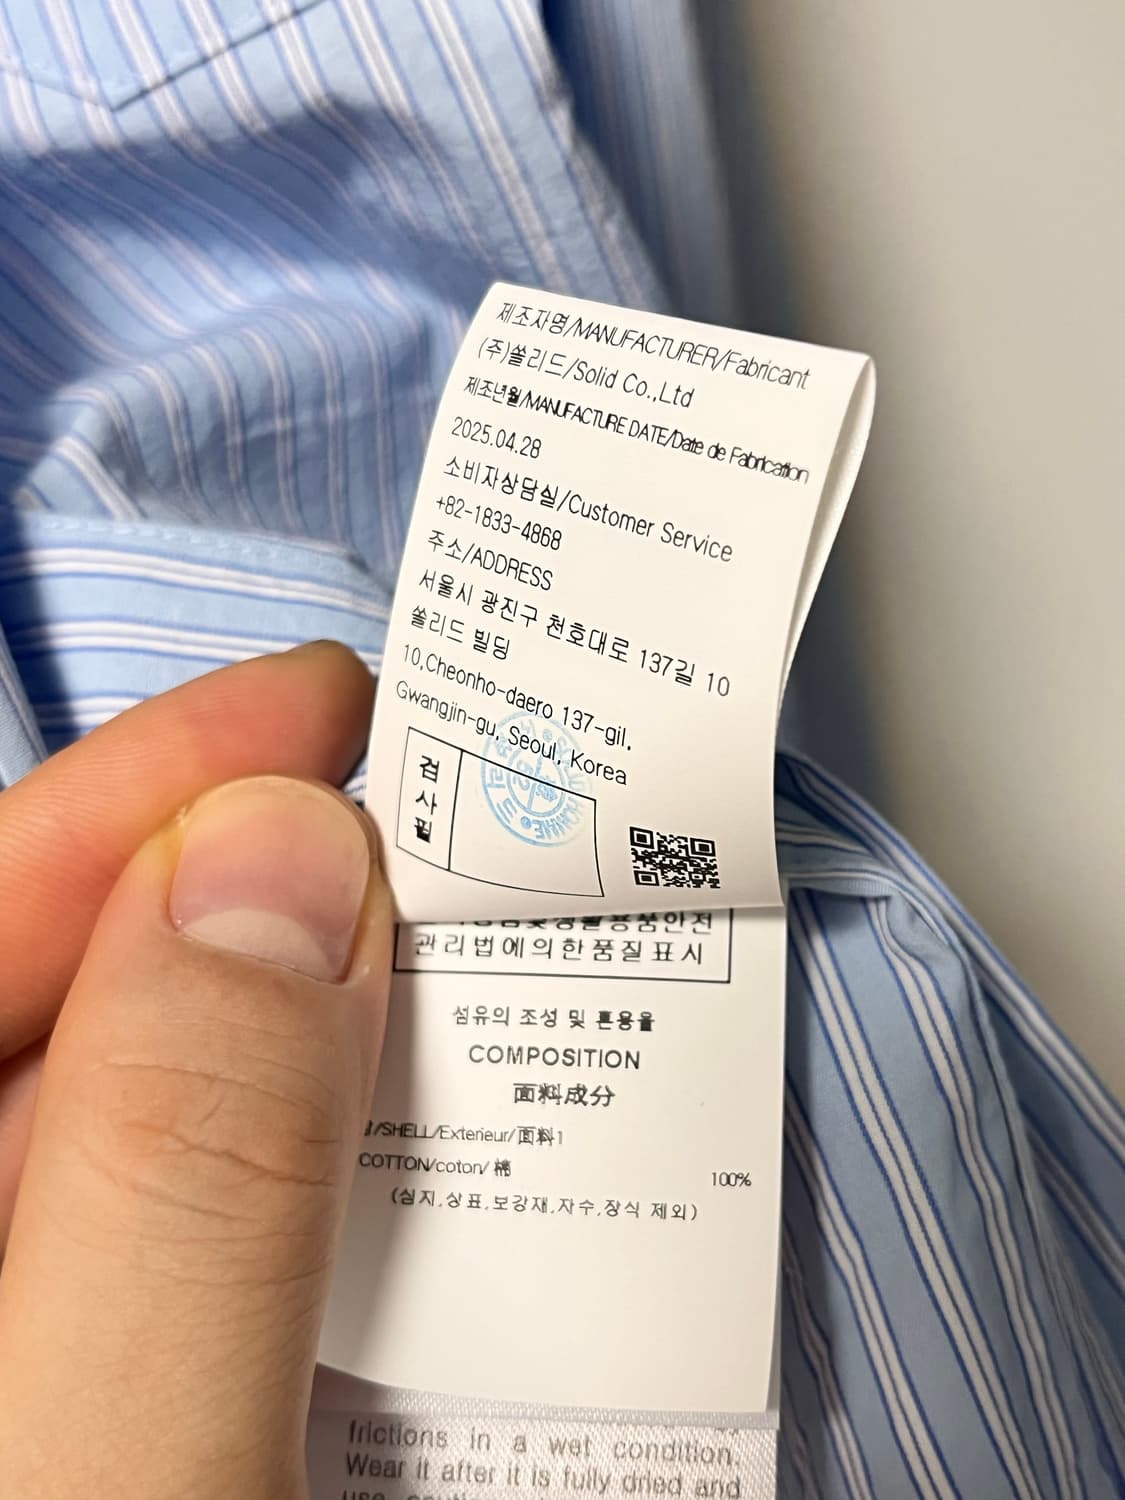 제조자명/MANUFACTURER/Fabricant
(주)쏠리드/Solid Co.,Ltd
제조년월/MANUFACTURE DATE/Date de Fabrication
2025.04.28
소비자상담실/Customer Service
+82-1833-4868
주소/ADDRESS
서울시 광진구 천호대로 137길 10
쏠리드 빌딩
10,Cheonho-daero 137-gil,
Gwangjin-gu, Seoul, Korea
검사필
생활용품안전
관리법에의한품질표시
섬유의 조성 및 혼용율
COMPOSITION
面料成分
/SHELL/Exterieur/面料1
COTTON/coton/ 棉 100%
(심지,상표,보강재,자수,장식 제외)
frictions in a wet condition.
Wear it after it is fully dried and